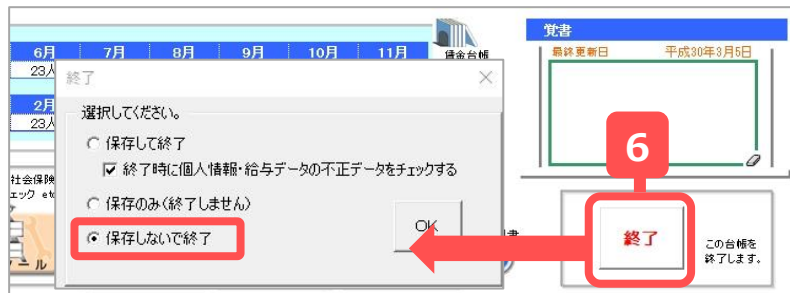 覚書
最終更新日 平成30年3月5日
6月 7月 8月 9月 10月 11月 賃金台帳
23人
2月
23人
終了
選択してください。
保存して終了
終了時に個人情報・給与データの不正データをチェックする
保存のみ(終了しません)
保存しないで終了
OK
社会保険
ェック etc
ール
6
終了
この台帳を
終了します。